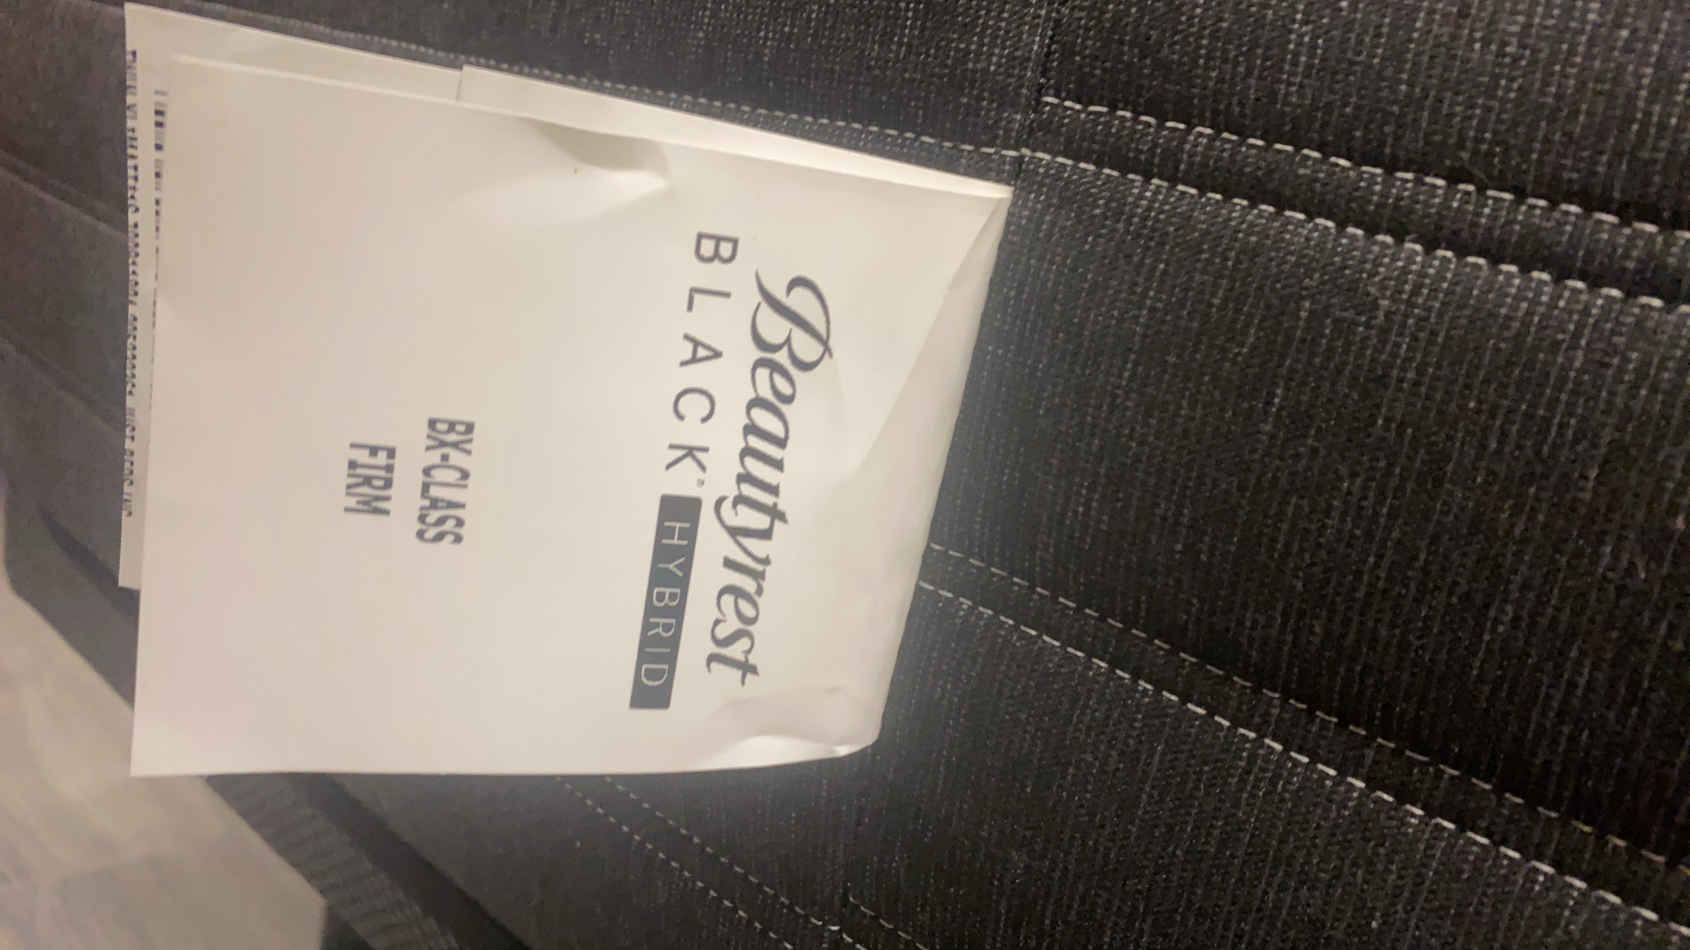 Beautyrest
BLACK® HYBRID
BX-CLASS
FIRM